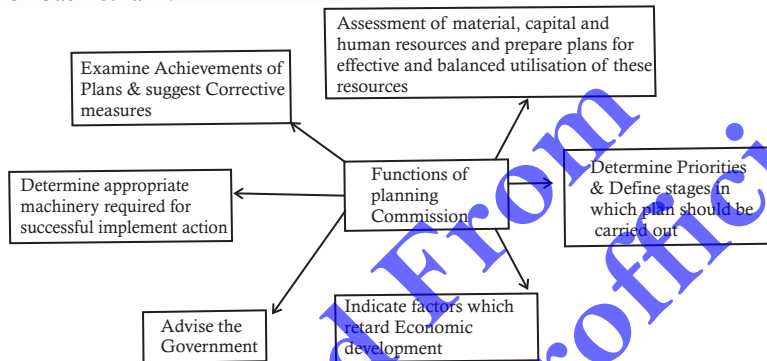 Assessment of material, capital and
human resources and prepare plans for
effective and balanced utilisation of these
resources
Examine Achievements of
Plans & suggest Corrective
measures
Functions of
planning
Commission
Determine Priorities
& Define stages in
which plan should be
carried out
Determine appropriate
machinery required for
successful implement action
Advise the
Government
Indicate factors which
retard Economic
development
From